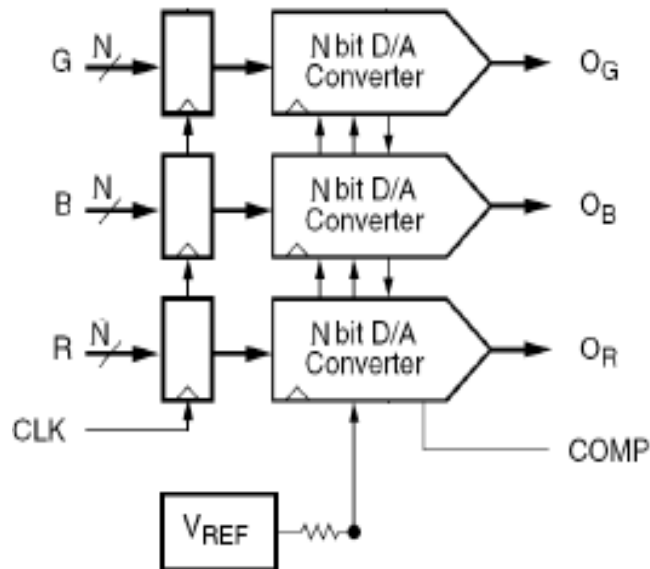 G N N bit D/A Converter OG
B N N bit D/A Converter OB
R N N bit D/A Converter OR
CLK
COMP
VREF